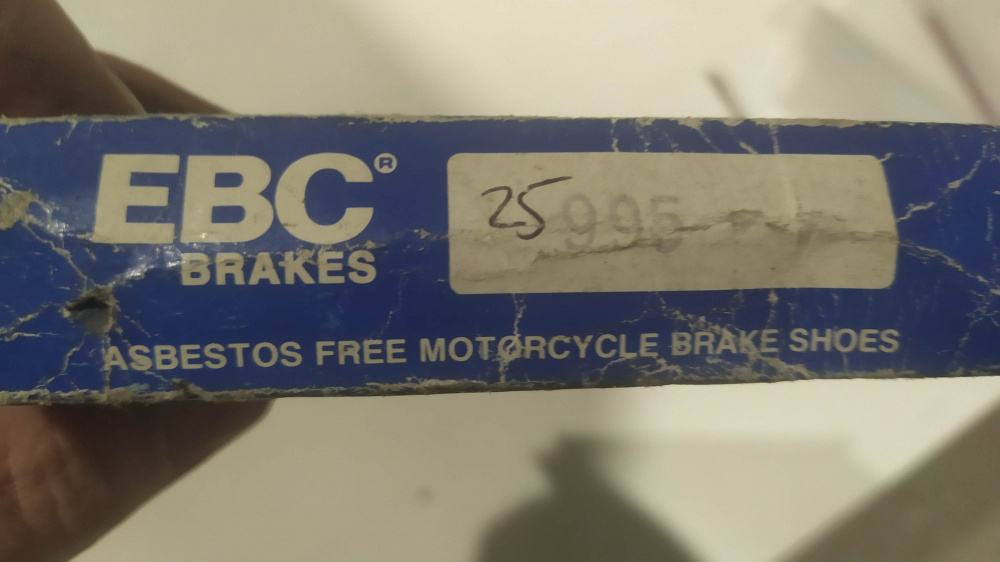 EBC®
BRAKES
25
995
ASBESTOS FREE MOTORCYCLE BRAKE SHOES